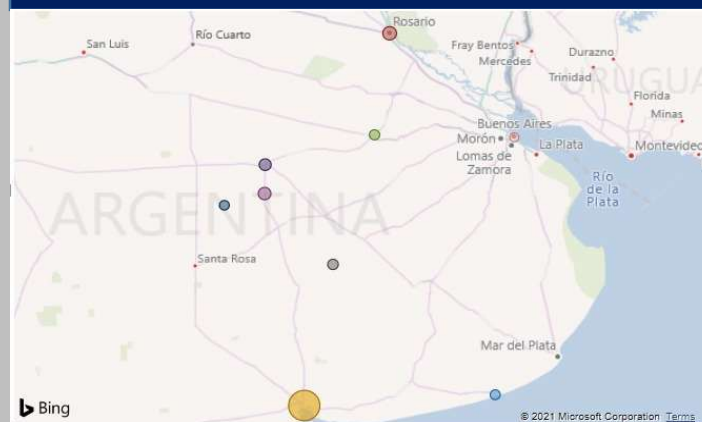 Rosario
San Luis
Río Cuarto
Fray Bentos
Durazno
Mercedes
Trinidad
URUGUA
Florida
Minas
Buenos Aires
Morón
La Plata
Montevidec
Lomas de
Zamora
Río
de la
Plata
ARGENTINA
Santa Rosa
Mar del Plata
Bing
© 2021 Microsoft Corporation Terms